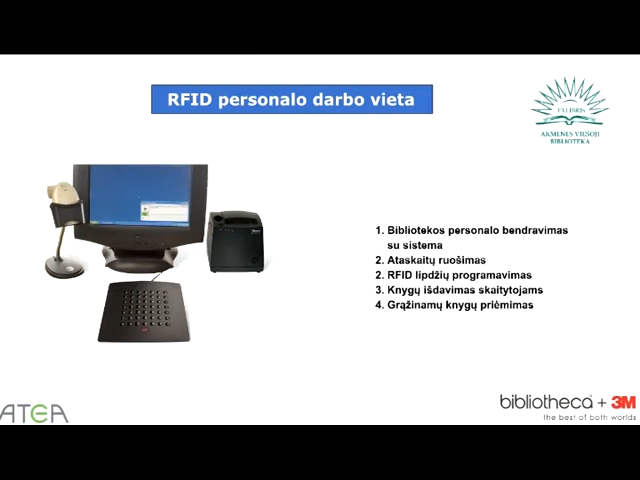 RFID personalo darbo vieta
EX LIBRIS
AKMENĖS VIEŠOJI
BIBLIOTEKA
1. Bibliotekos personalo bendravimas
su sistema
2. Ataskaitų ruošimas
2. RFID lipdžių programavimas
3. Knygų išdavimas skaitytojams
4. Grąžinamų knygų priėmimas
ATEA
bibliotheca + 3M
the best of both worlds